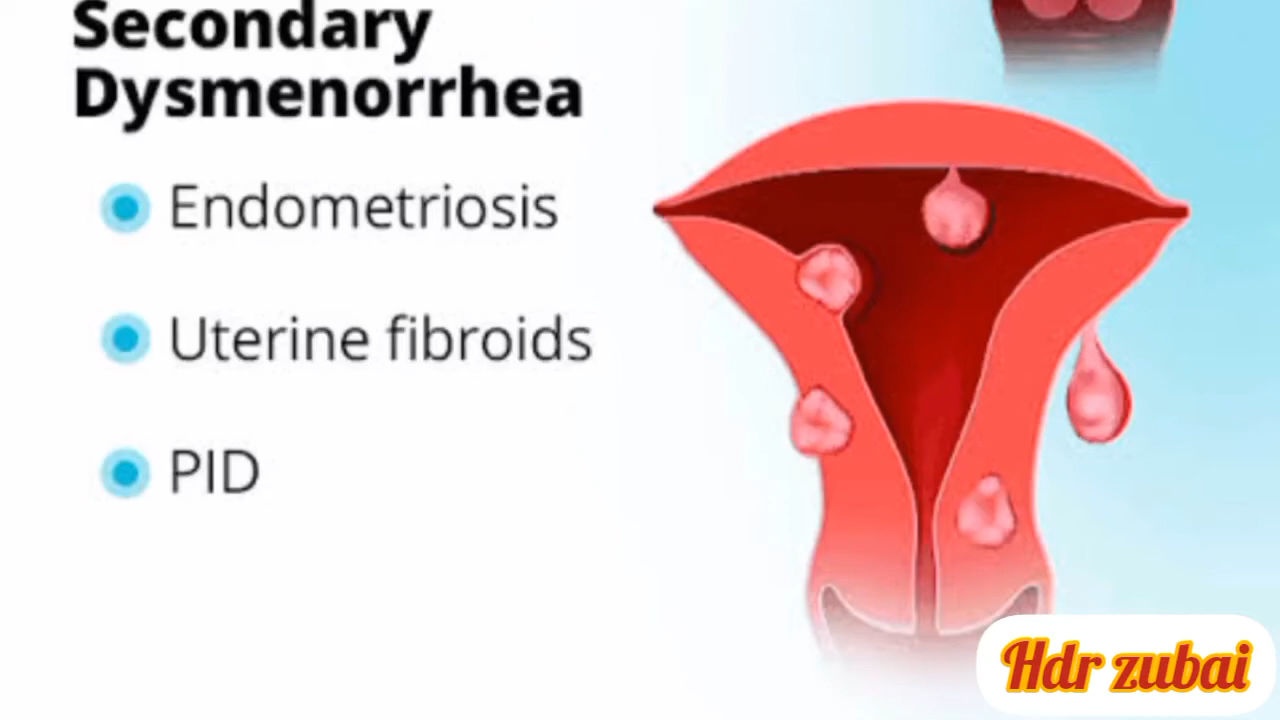 Secondary
Dysmenorrhea
Endometriosis
Uterine fibroids
PID
Hdr zubai